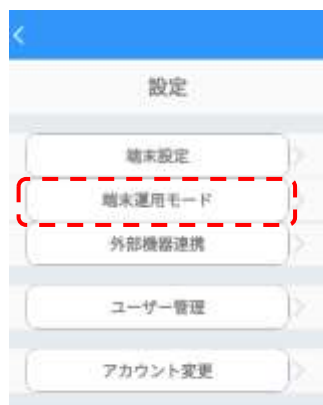 設定
端末設定
端末運用モード
外部機器連携
ユーザー管理
アカウント変更